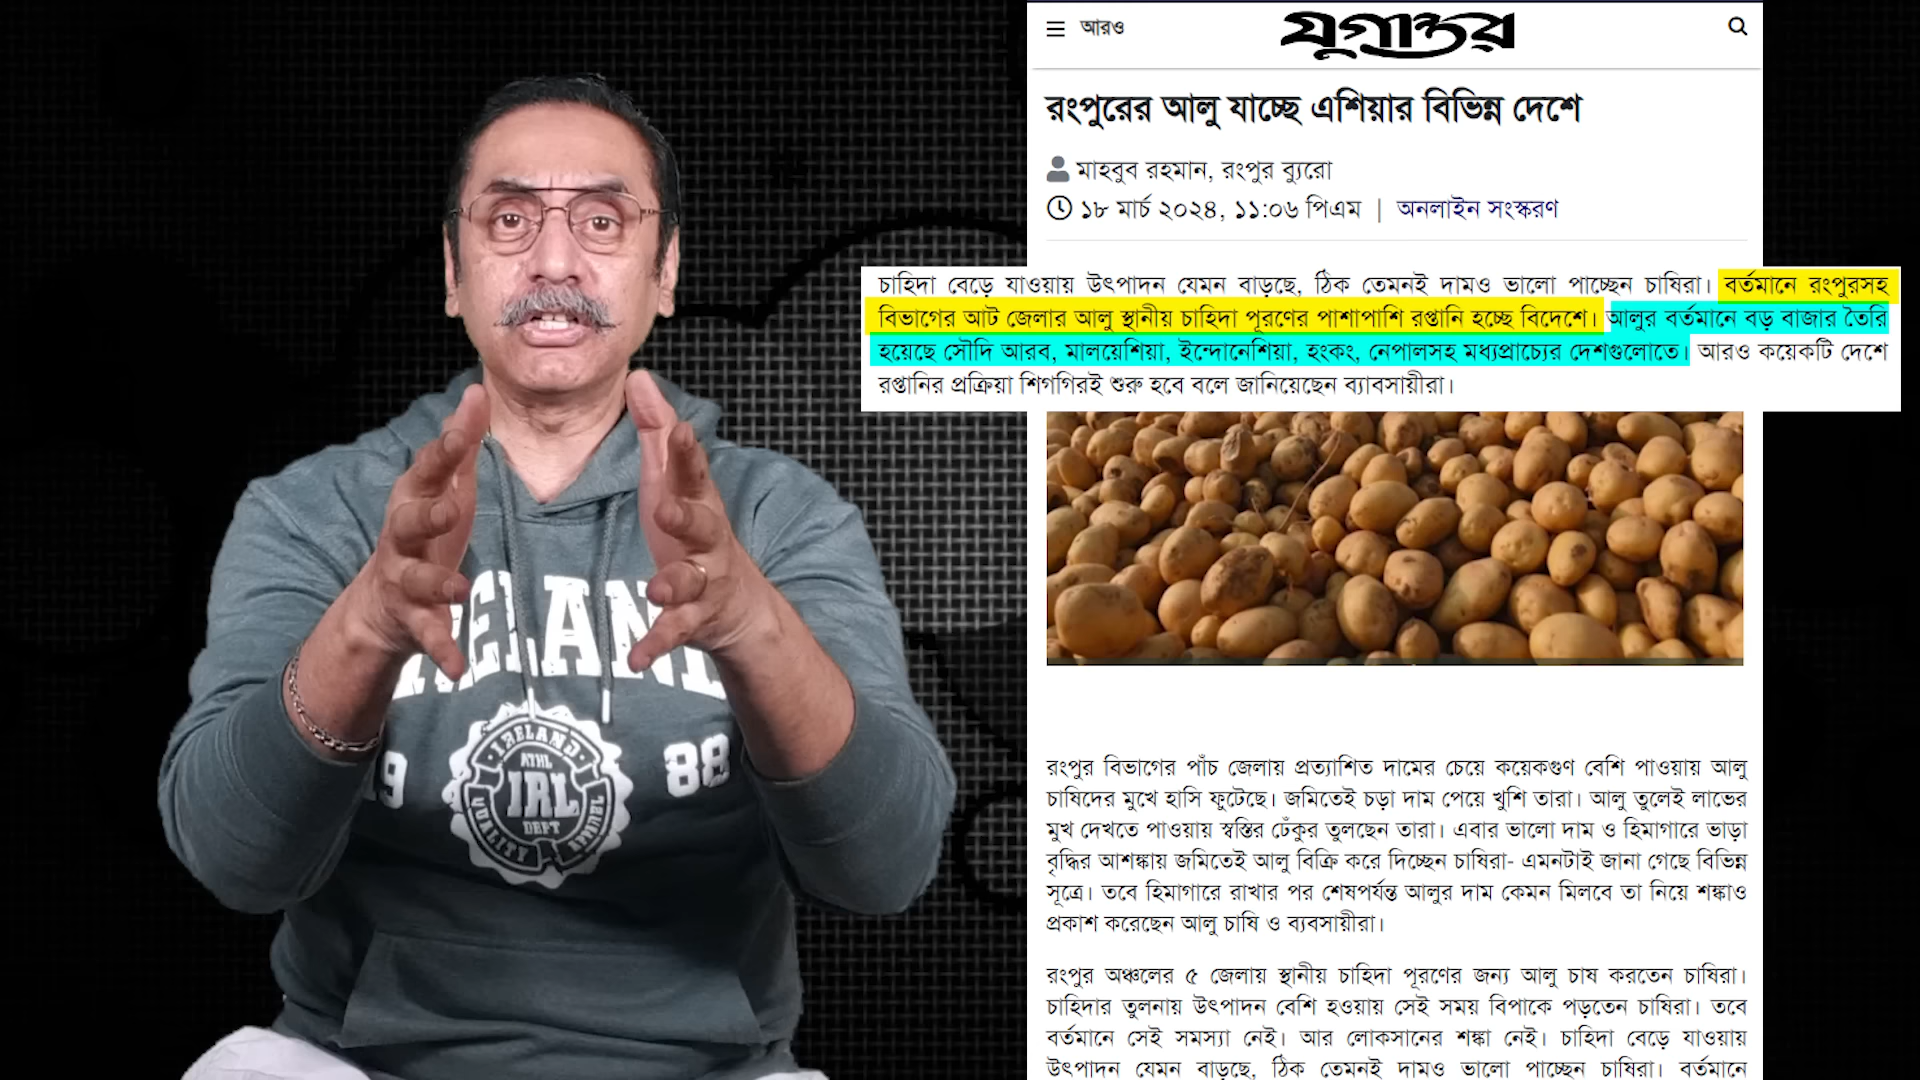 আরও
যুগান্তর
রংপুরের আলু যাচ্ছে এশিয়ার বিভিন্ন দেশে
মাহবুব রহমান, রংপুর ব্যুরো
১৮ মার্চ ২০২৪, ১১:০৬ পিএম | অনলাইন সংস্করণ
চাহিদা বেড়ে যাওয়ায় উৎপাদন যেমন বাড়ছে, ঠিক তেমনই দামও ভালো পাচ্ছেন চাষিরা। বর্তমানে রংপুরসহ
বিভাগের আট জেলার আলু স্থানীয় চাহিদা পূরণের পাশাপাশি রপ্তানি হচ্ছে বিদেশে। আলুর বর্তমানে বড় বাজার তৈরি
হয়েছে সৌদি আরব, মালয়েশিয়া, ইন্দোনেশিয়া, হংকং, নেপালসহ মধ্যপ্রাচ্যের দেশগুলোতে। আরও কয়েকটি দেশে
রপ্তানির প্রক্রিয়া শিগগিরই শুরু হবে বলে জানিয়েছেন ব্যাবসায়ীরা।
রংপুর বিভাগের পাঁচ জেলায় প্রত্যাশিত দামের চেয়ে কয়েকগুণ বেশি পাওয়ায় আলু
চাষিদের মুখে হাসি ফুটেছে। জমিতেই চড়া দাম পেয়ে খুশি তারা। আলু তুলেই লাভের
মুখ দেখতে পাওয়ায় স্বস্তির ঢেঁকুর তুলছেন তারা। এবার ভালো দাম ও হিমাগারে ভাড়া
বৃদ্ধির আশঙ্কায় জমিতেই আলু বিক্রি করে দিচ্ছেন চাষিরা- এমনটাই জানা গেছে বিভিন্ন
সূত্রে। তবে হিমাগারে রাখার পর শেষপর্যন্ত আলুর দাম কেমন মিলবে তা নিয়ে শঙ্কাও
প্রকাশ করেছেন আলু চাষি ও ব্যবসায়ীরা।
রংপুর অঞ্চলের ৫ জেলায় স্থানীয় চাহিদা পূরণের জন্য আলু চাষ করতেন চাষিরা।
চাহিদার তুলনায় উৎপাদন বেশি হওয়ায় সেই সময় বিপাকে পড়তেন চাষিরা। তবে
বর্তমানে সেই সমস্যা নেই। আর লোকসানের শঙ্কা নেই। চাহিদা বেড়ে যাওয়ায়
উৎপাদন যেমন বাড়ছে, ঠিক তেমনই দামও ভালো পাচ্ছেন চাষিরা। বর্তমানে
IRELAND
19 88
IRELAND
ATHL
IRL
DEPT
QUALITY APPAREL